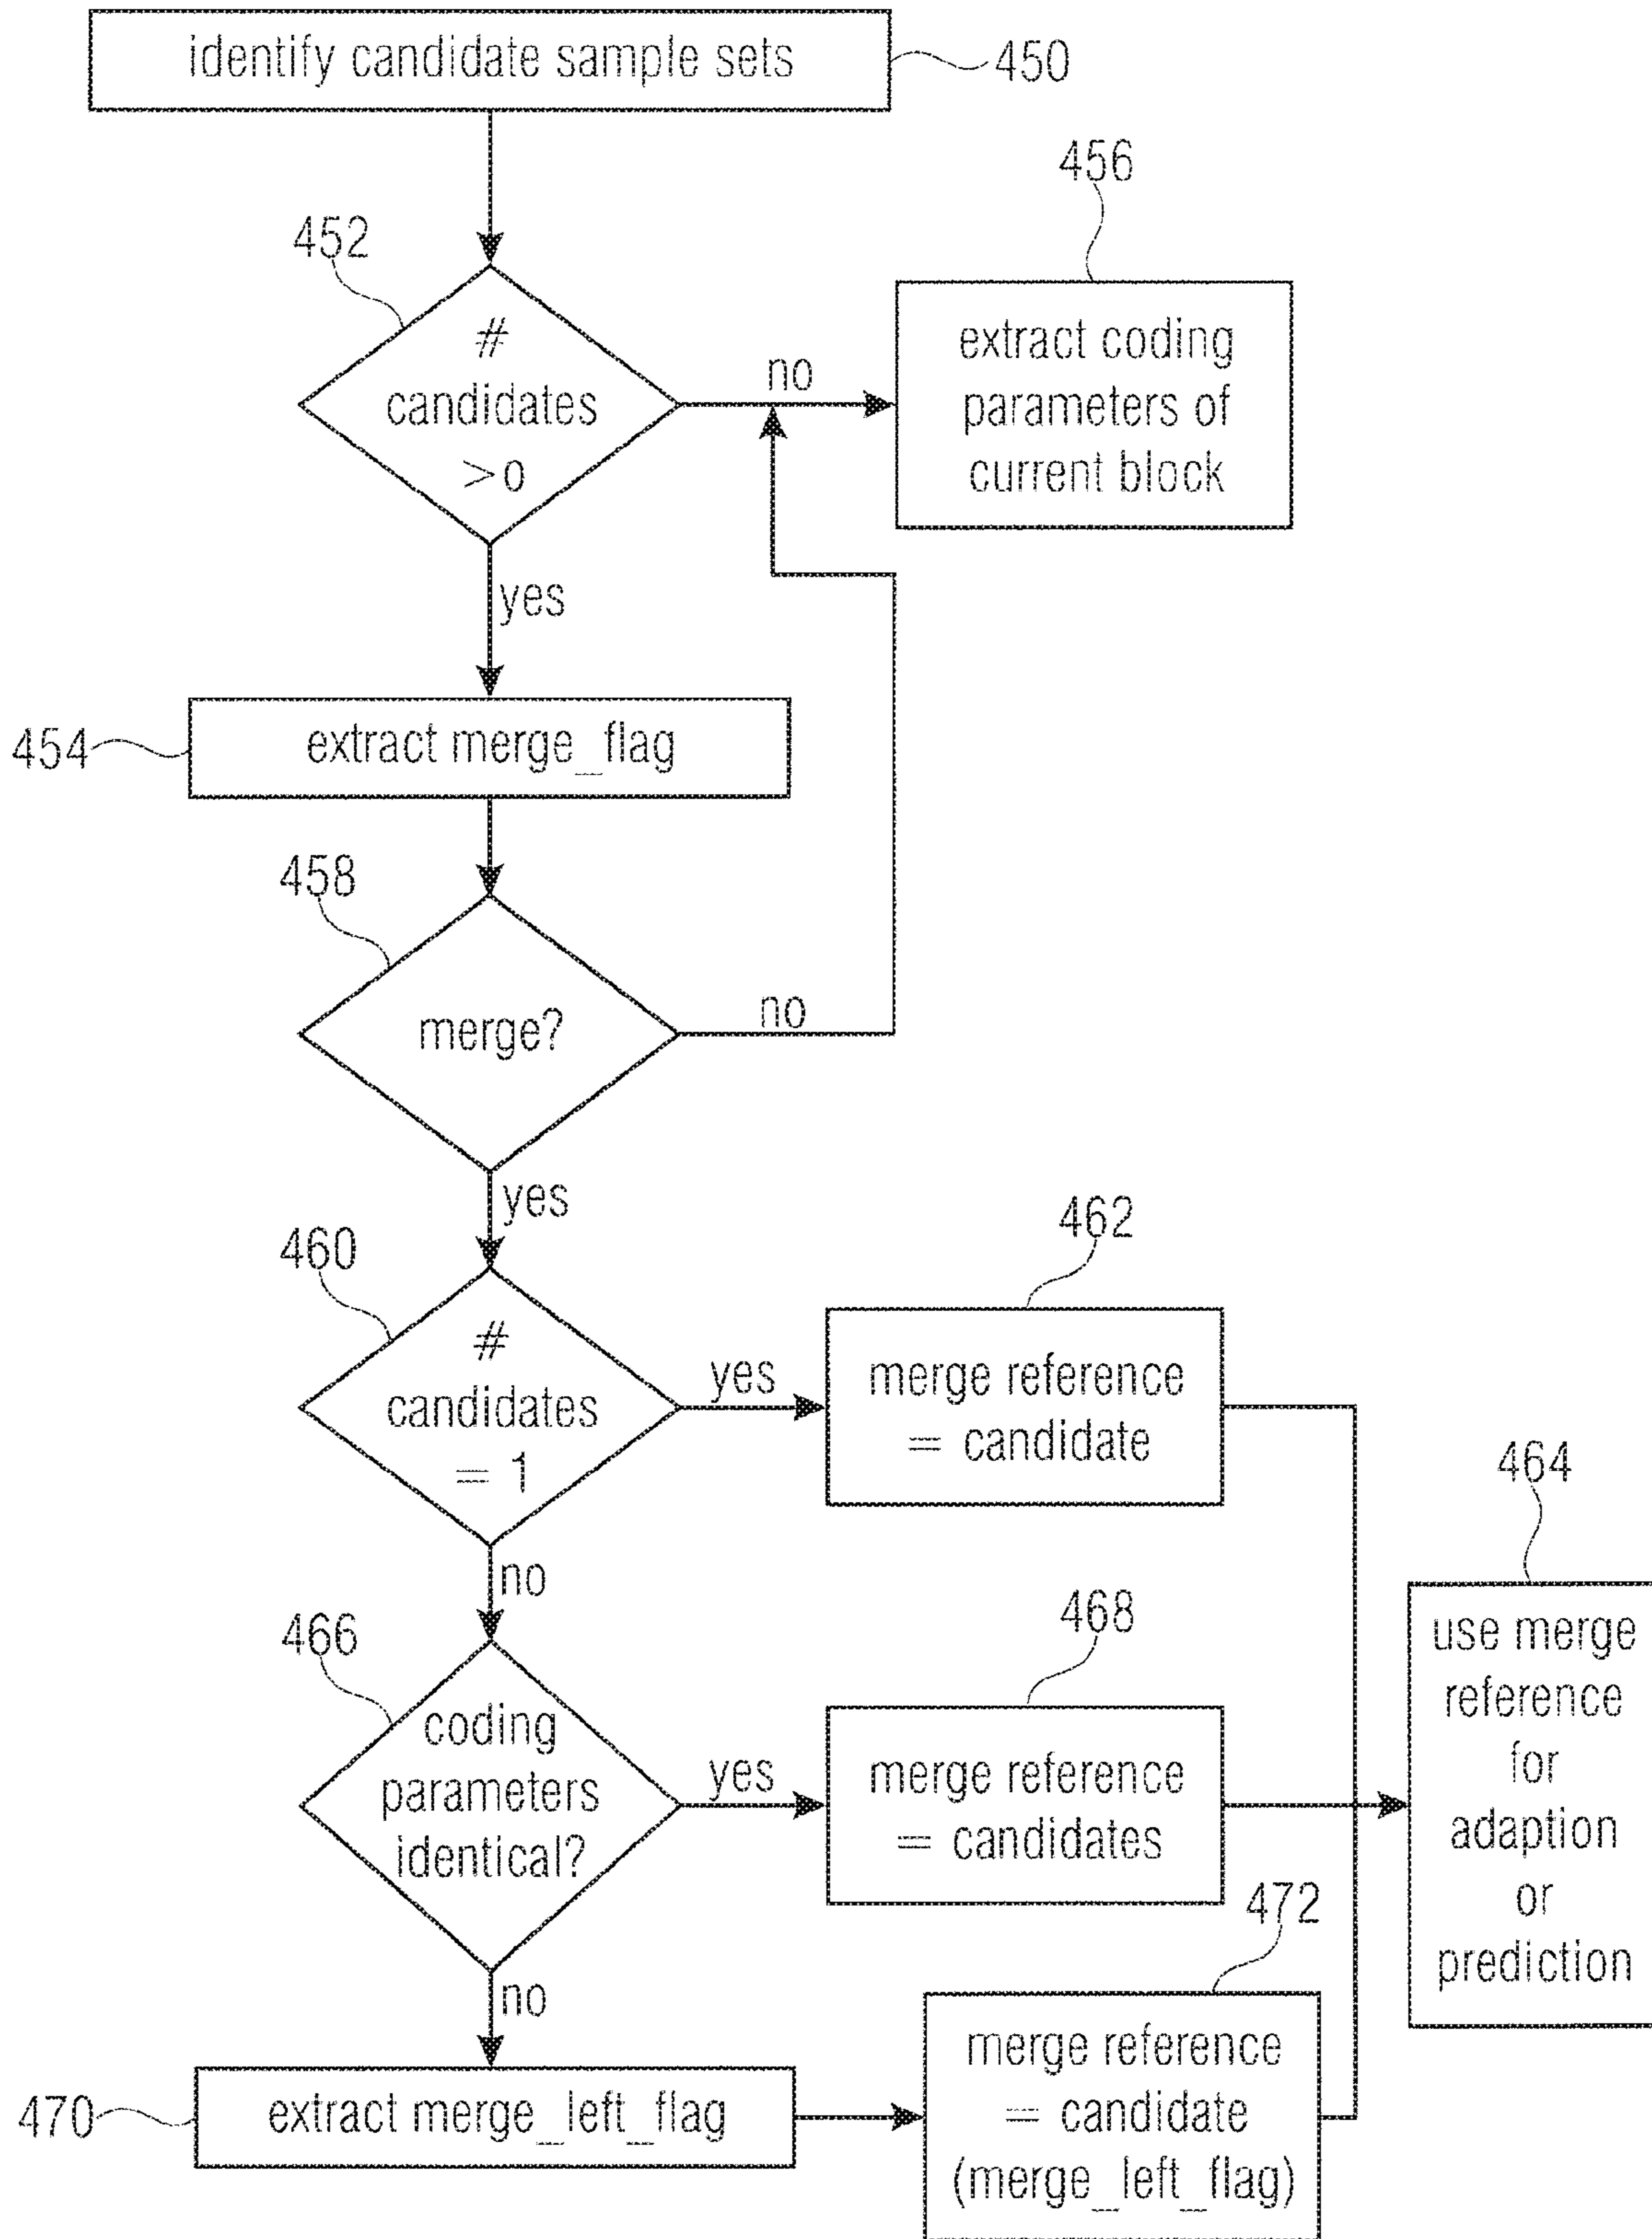 identify candidate sample sets
450
456
452
#
candidates
>0
no
extract coding
parameters of
current block
yes
454
extract merge_flag
458
merge?
no
yes
460
#
candidates
= 1
yes
462
merge reference
= candidate
464
use merge
reference
for
adaption
or
prediction
no
466
coding
parameters
identical?
yes
468
merge reference
= candidates
no
470
extract merge_left_flag
472
merge reference
= candidate
(merge_left_flag)